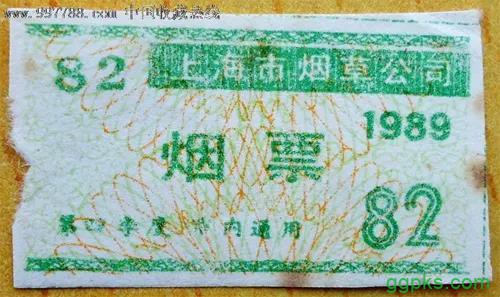 www.997788.com 中国收藏热线
82 上海市烟草公司
1989
烟票
第四季度 市内通用
82
ggpks.com